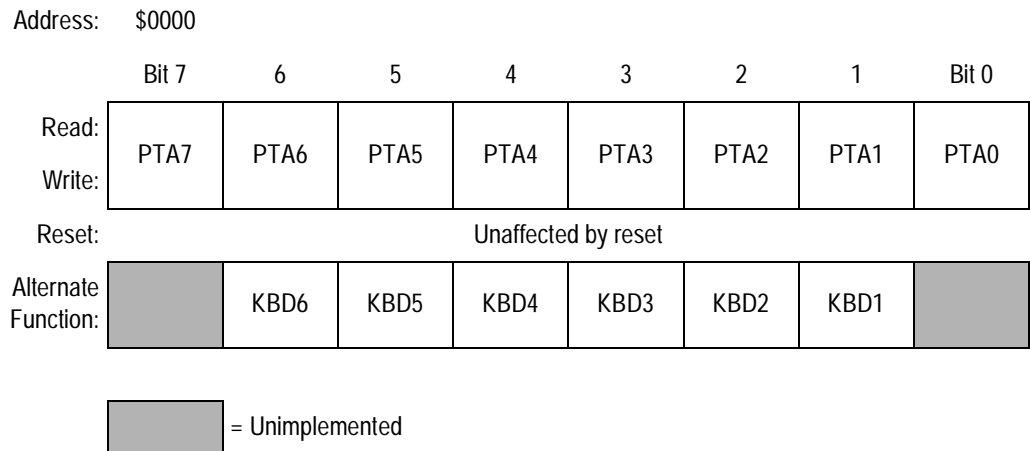 Address: $0000
Bit 7 6 5 4 3 2 1 Bit 0
Read:
PTA7 PTA6 PTA5 PTA4 PTA3 PTA2 PTA1 PTA0
Write:
Reset: Unaffected by reset
Alternate
Function:
KBD6 KBD5 KBD4 KBD3 KBD2 KBD1
= Unimplemented